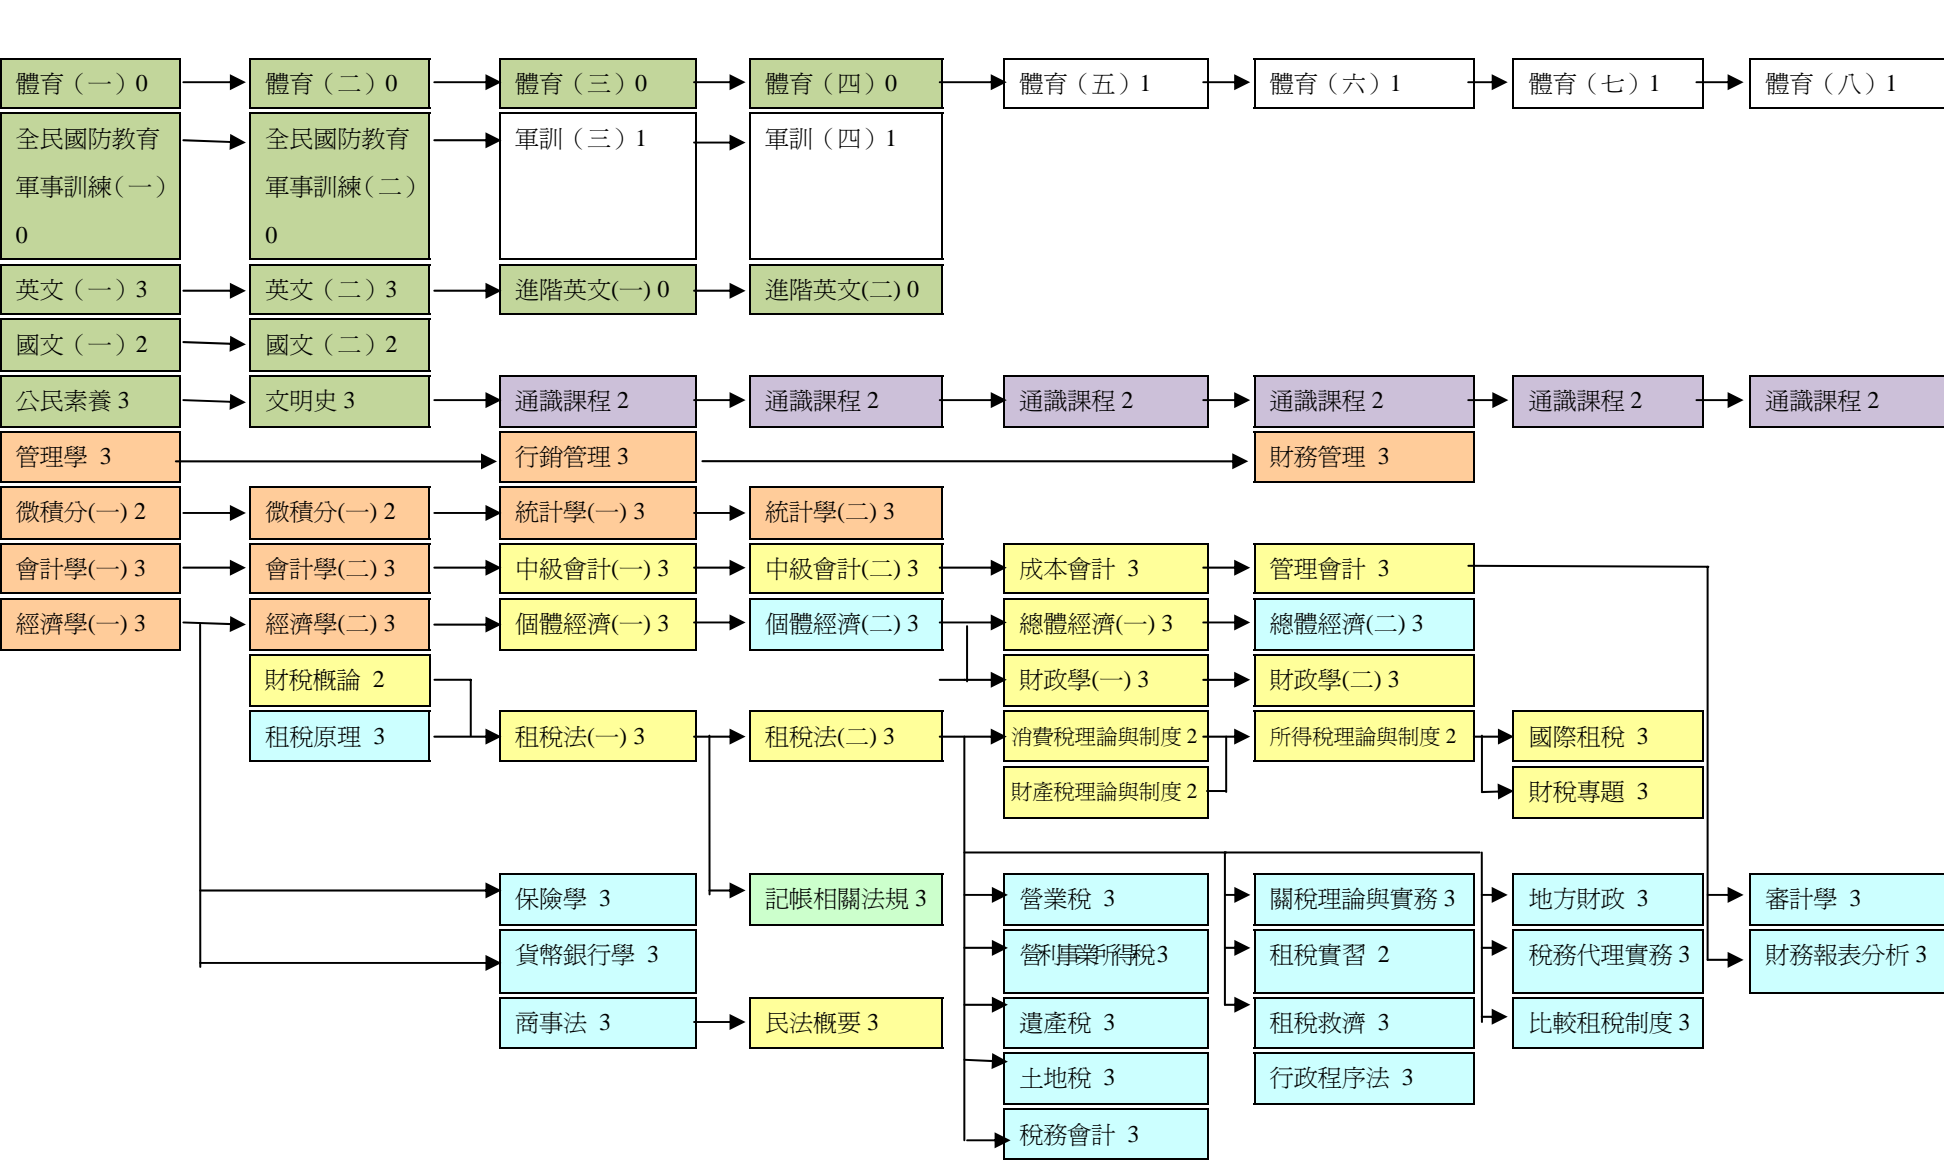 體育（一）0 體育（二）0 體育（三）0 體育（四）0 體育（五）1 體育（六）1 體育（七）1 體育（八）1
全民國防教育 全民國防教育 軍訓（三）1 軍訓（四）1
軍事訓練(一) 軍事訓練(二)
0 0
英文（一）3 英文（二）3 進階英文(一) 0 進階英文(二) 0
國文（一）2 國文（二）2
公民素養 3 文明史 3 通識課程 2 通識課程 2 通識課程 2 通識課程 2 通識課程 2 通識課程 2
管理學 3 行銷管理 3 財務管理 3
微積分(一) 2 微積分(一) 2 統計學(一) 3 統計學(二) 3
會計學(一) 3 會計學(二) 3 中級會計(一) 3 中級會計(二) 3 成本會計 3 管理會計 3
經濟學(一) 3 經濟學(二) 3 個體經濟(一) 3 個體經濟(二) 3 總體經濟(一) 3 總體經濟(二) 3
財稅概論 2 財政學(一) 3 財政學(二) 3
租稅原理 3 租稅法(一) 3 租稅法(二) 3 消費稅理論與制度 2 所得稅理論與制度 2 國際租稅 3
財產稅理論與制度 2 財稅專題 3
保險學 3 記帳相關法規 3 營業稅 3 關稅理論與實務 3 地方財政 3 審計學 3
貨幣銀行學 3 營利事業所得稅3 租稅實習 2 稅務代理實務 3 財務報表分析 3
商事法 3 民法概要 3 遺產稅 3 租稅救濟 3 比較租稅制度 3
土地稅 3 行政程序法 3
稅務會計 3